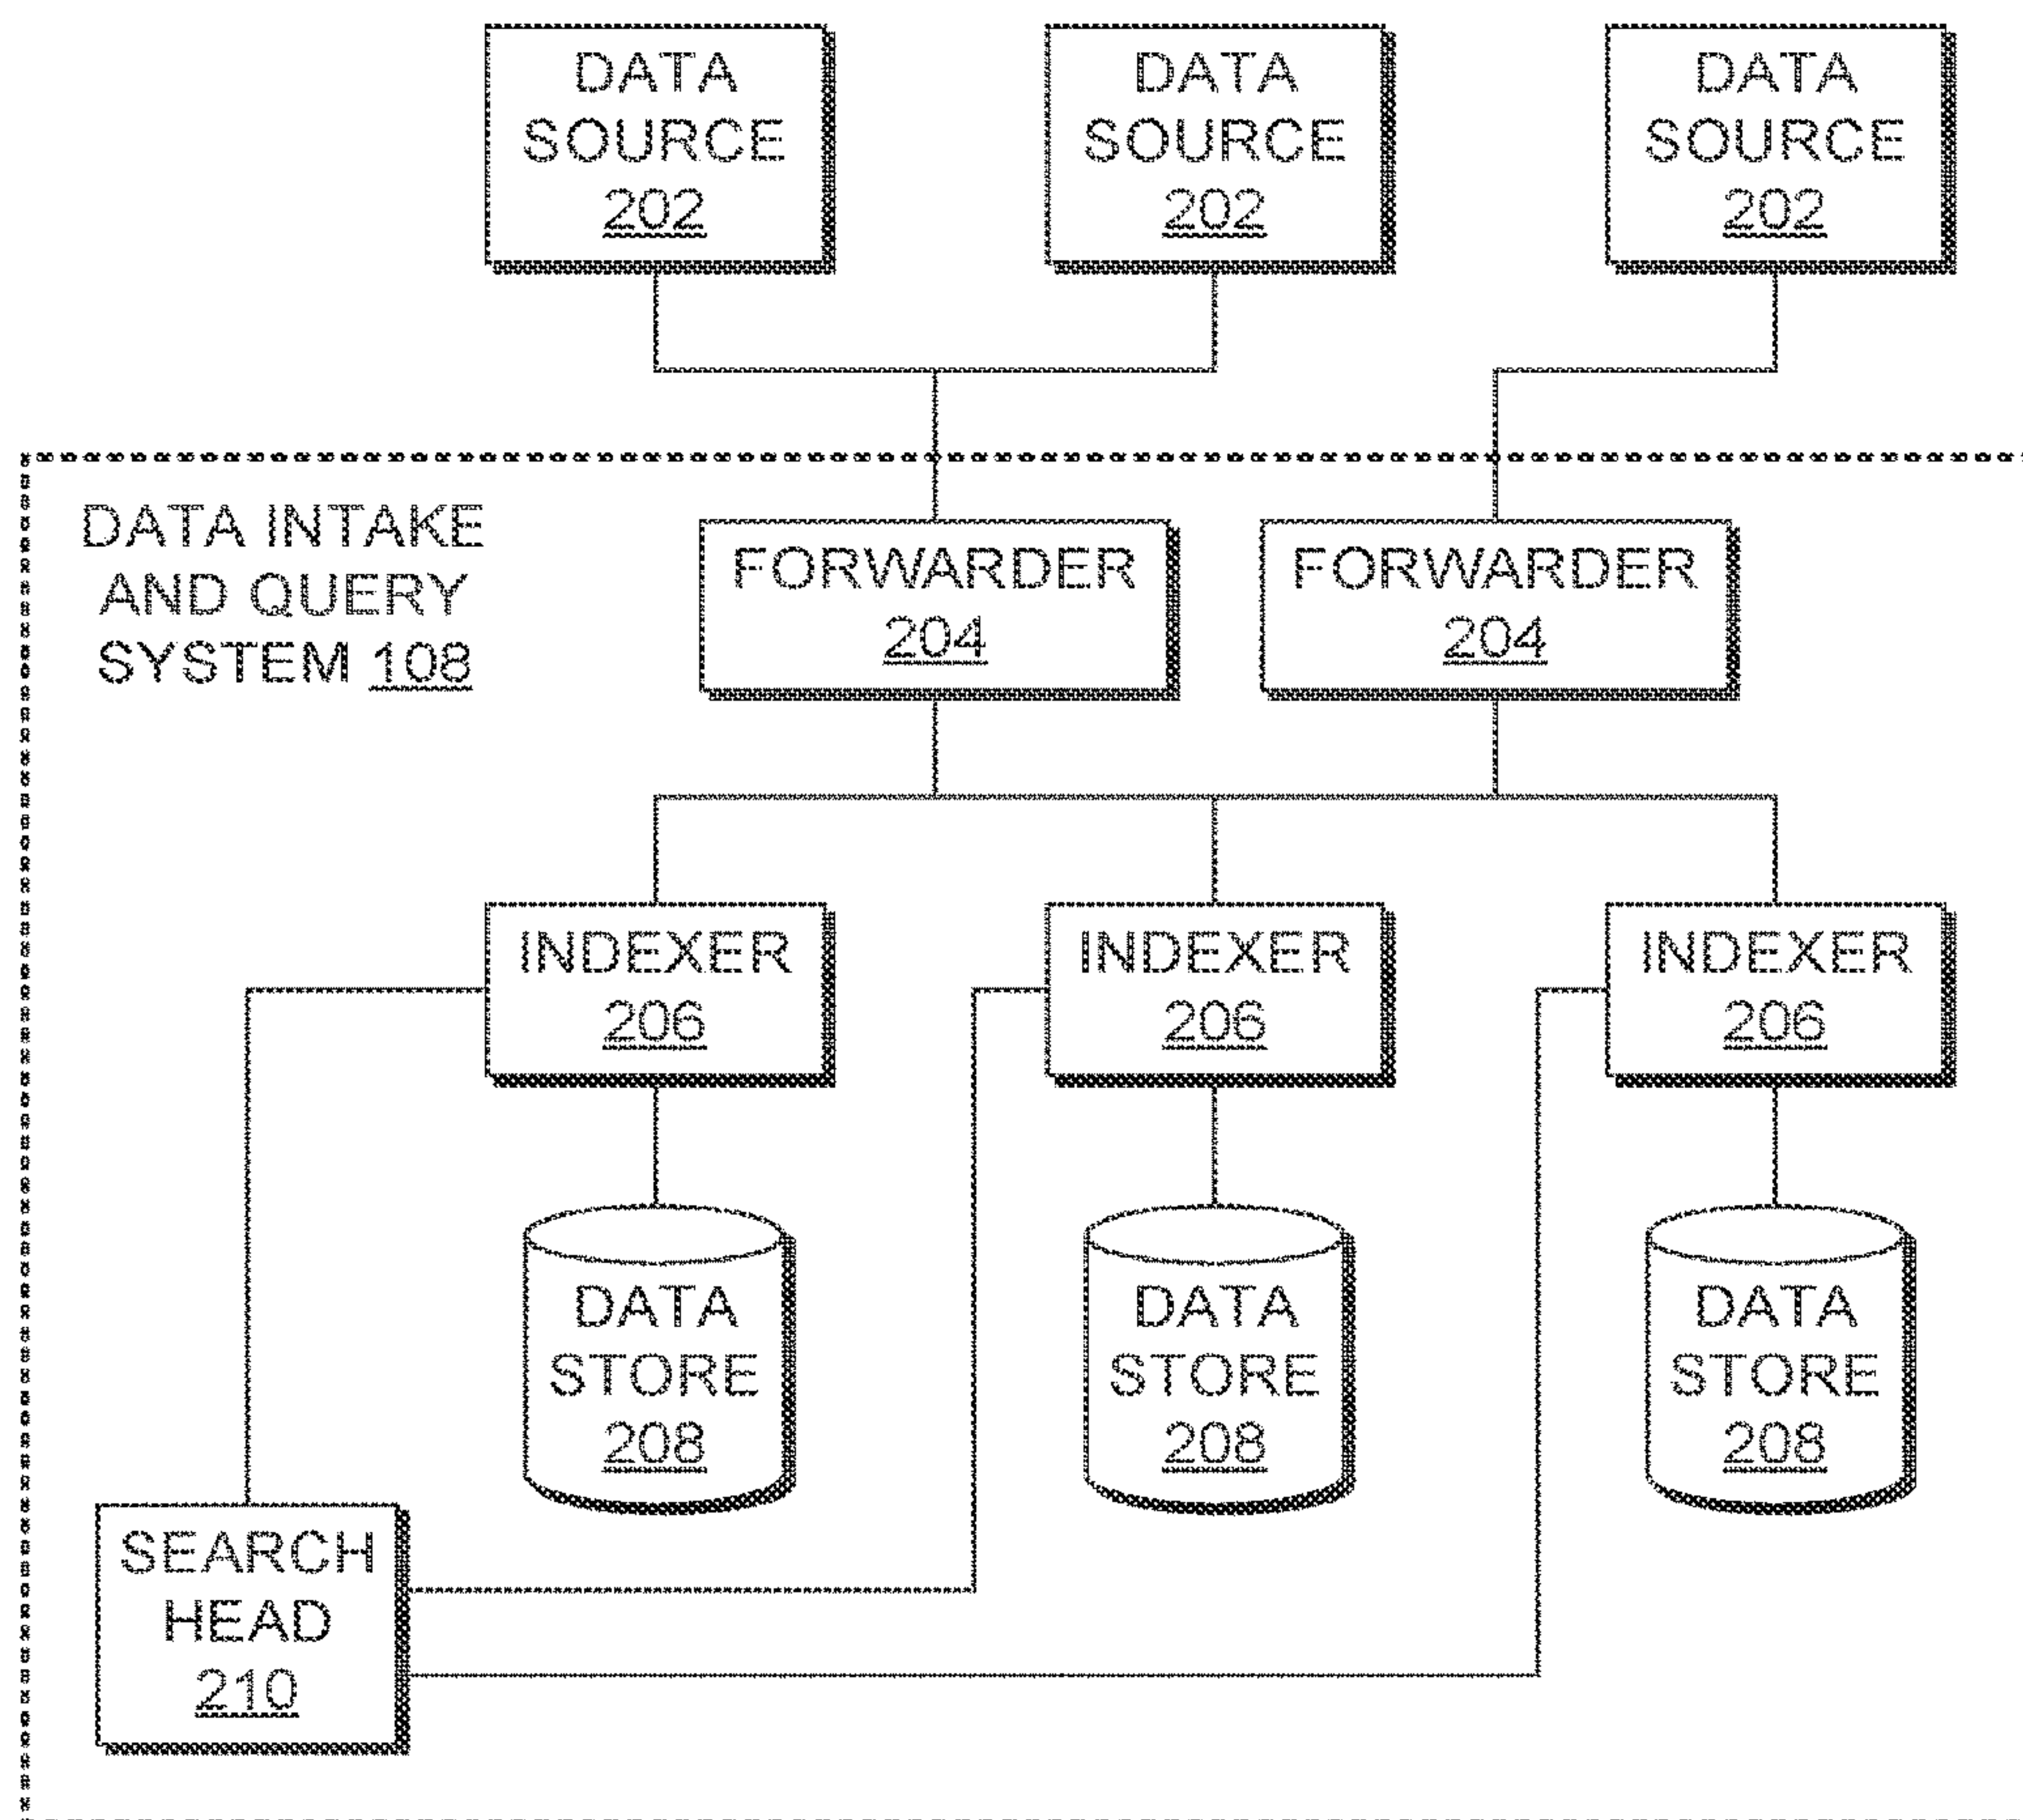 DATA
SOURCE
202
DATA
SOURCE
202
DATA
SOURCE
202
DATA INTAKE
AND QUERY
SYSTEM 108
FORWARDER
204
FORWARDER
204
INDEXER
206
INDEXER
206
INDEXER
206
DATA
STORE
208
DATA
STORE
208
DATA
STORE
208
SEARCH
HEAD
210